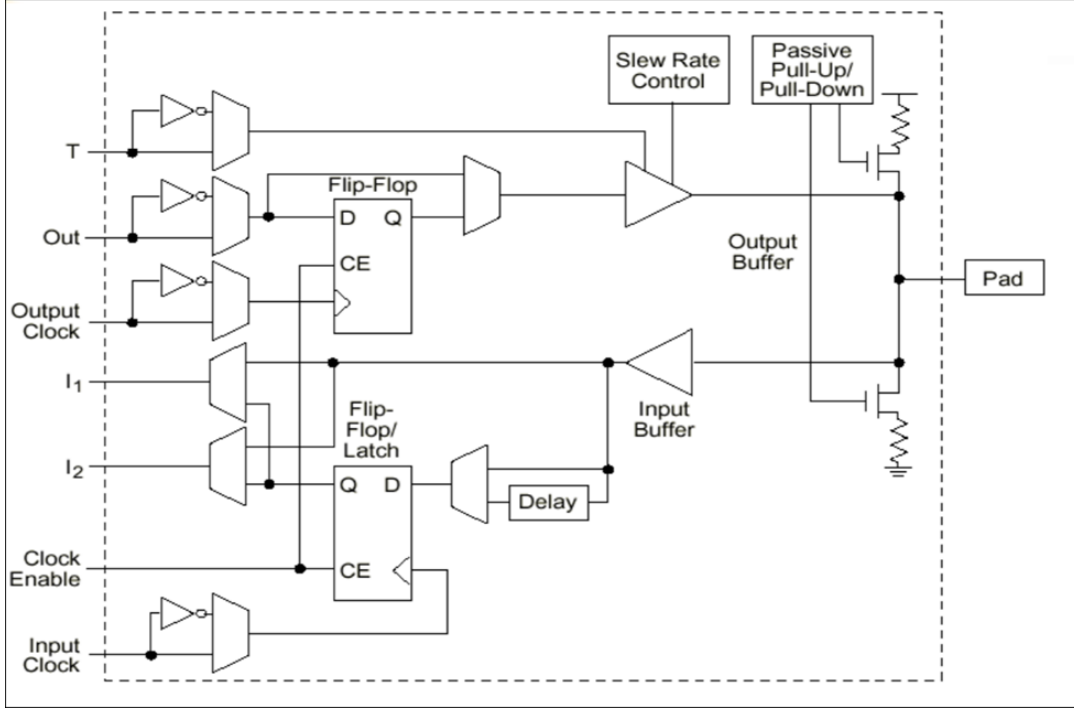 Slew Rate
Control
Passive
Pull-Up/
Pull-Down
T
Flip-Flop
D Q
Out
CE
Output
Buffer
Pad
Output
Clock
I1
Flip-
Flop/
Latch
Input
Buffer
I2
Q D
Delay
Clock
Enable
CE
Input
Clock